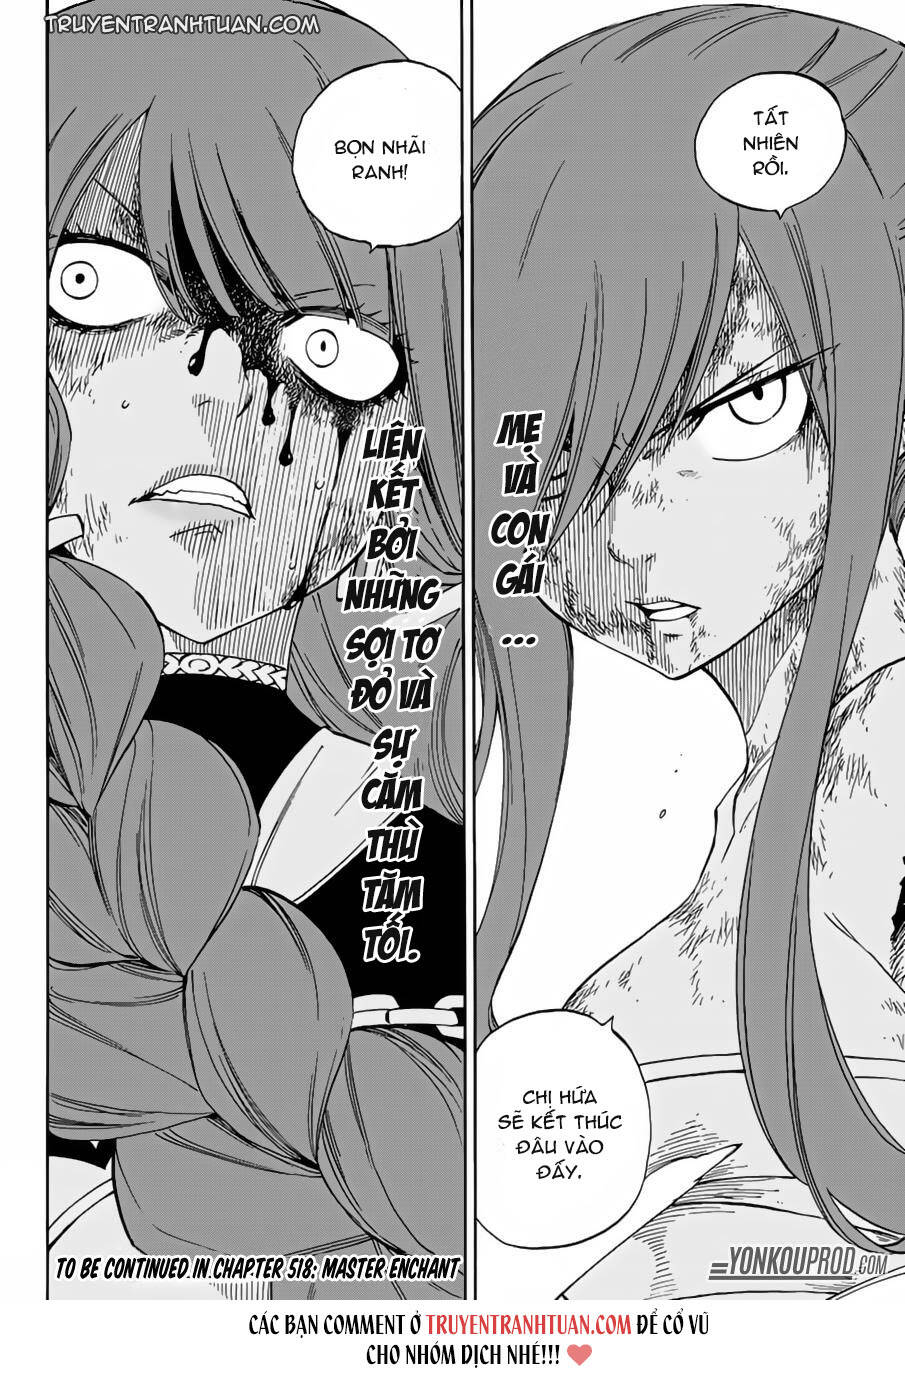 TRUYENTRANHTUAN.COM
TẤT
NHIÊN
RỒI.
BỌN NHÃI
RANH!
MẸ
VÀ
CON
GÁI
...
LIÊN
KẾT
BỞI
NHỮNG
SỢI TƠ
ĐỎ VÀ
SỰ
CĂM
THÙ
TĂM
TỐI.
CHỊ HỨA
SẼ KẾT THÚC
ĐÂU VÀO
ĐẤY.
TO BE CONTINUED IN CHAPTER 518: MASTER ENCHANT
YONKOUPROD.COM
CÁC BẠN COMMENT Ở TRUYENTRANHTUAN.COM ĐỂ CỔ VŨ
CHO NHÓM DỊCH NHÉ!!! ❤